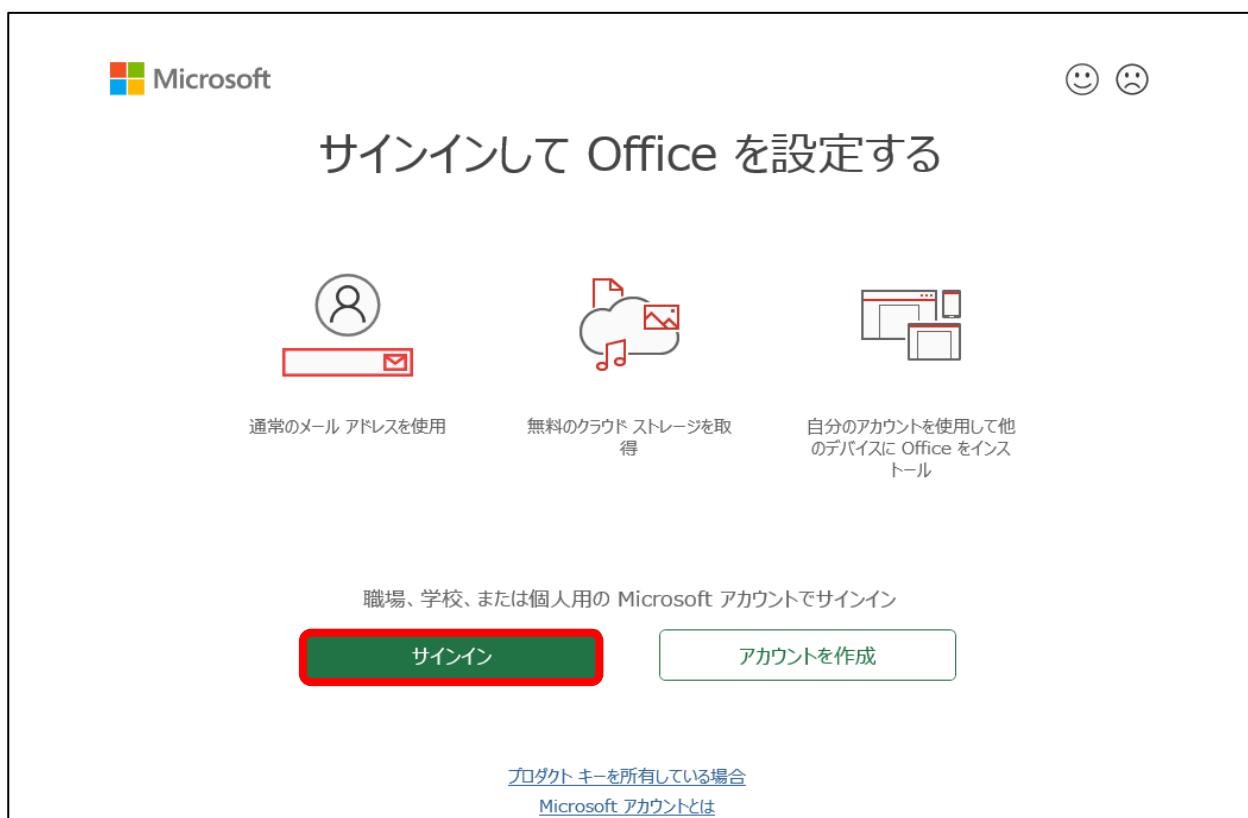 Microsoft
サインインして Office を設定する
通常のメール アドレスを使用
無料のクラウド ストレージを取
得
自分のアカウントを使用して他
のデバイスに Office をインス
トール
職場、学校、または個人用の Microsoft アカウントでサインイン
サインイン
アカウントを作成
プロダクト キーを所有している場合
Microsoft アカウントとは